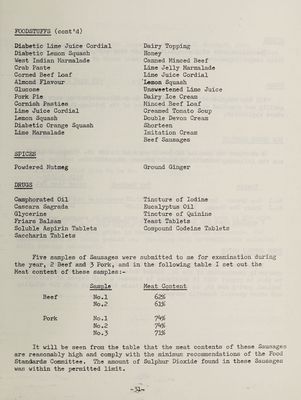 FOODSTUFFS (cont'd)
Diabetic Lime Juice Cordial Dairy Topping
Diabetic Lemon Squash Honey
West Indian Marmalade Canned Minced Beef
Crab Paste Lime Jelly Marmalade
Corned Beef Loaf Lime Juice Cordial
Almond Flavour Lemon Squash
Glucose Unsweetened Lime Juice
Pork Pie Dairy Ice Cream
Cornish Pasties Minced Beef Loaf
Lime Juice Cordial Creamed Tomato Soup
Lemon Squash Double Devon Cream
Diabetic Orange Squash Shorteen
Lime Marmalade Imitation Cream
Beef Sausages
SPICES
Powdered Nutmeg Ground Ginger
DRUGS
Camphorated Oil Tincture of Iodine
Cascara Sagrada Eucalyptus Oil
Glycerine Tincture of Quinine
Friars Balsam Yeast Tablets
Soluble Aspirin Tablets Compound Codeine Tablets
Saccharin Tablets
Five samples of Sausages were submitted to me for examination during
the year, 2 Beef and 3 Pork, and in the following table I set out the
Meat content of these samples:-
Sample Meat Content
Beef No.1 62%
No.2 61%
Pork No.1 74%
No.2 74%
No.3 71%
It will be seen from the table that the meat contents of these Sausages
are reasonably high and comply with the minimum recommendations of the Food
Standards Committee. The amount of Sulphur Dioxide found in these Sausages
was within the permitted limit.
-31-